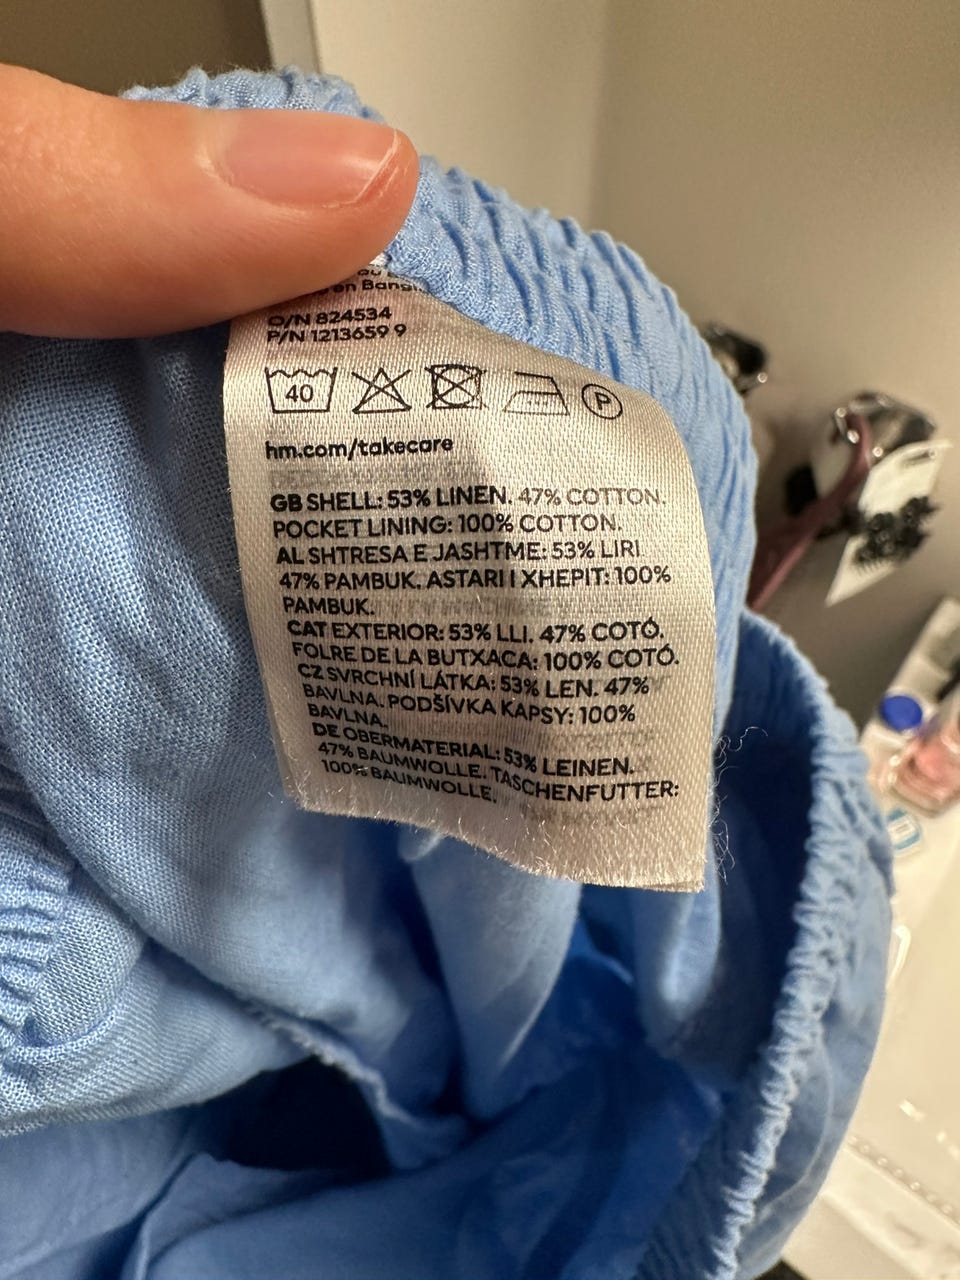 en Bang
O/N 824534
P/N 1213659 9
40
P
hm.com/takecare
GB SHELL: 53% LINEN. 47% COTTON.
POCKET LINING: 100% COTTON.
AL SHTRESA E JASHTME: 53% LIRI
47% PAMBUK. ASTARI I XHEPIT: 100%
PAMBUK.
CAT EXTERIOR: 53% LLI. 47% COTÓ.
FOLRE DE LA BUTXACA: 100% COTÓ.
CZ SVRCHNÍ LÁTKA: 53% LEN. 47%
BAVLNA. PODŠÍVKA KAPSY: 100%
BAVLNA.
DE OBERMATERIAL: 53% LEINEN.
47% BAUMWOLLE. TASCHENFUTTER:
100% BAUMWOLLE.